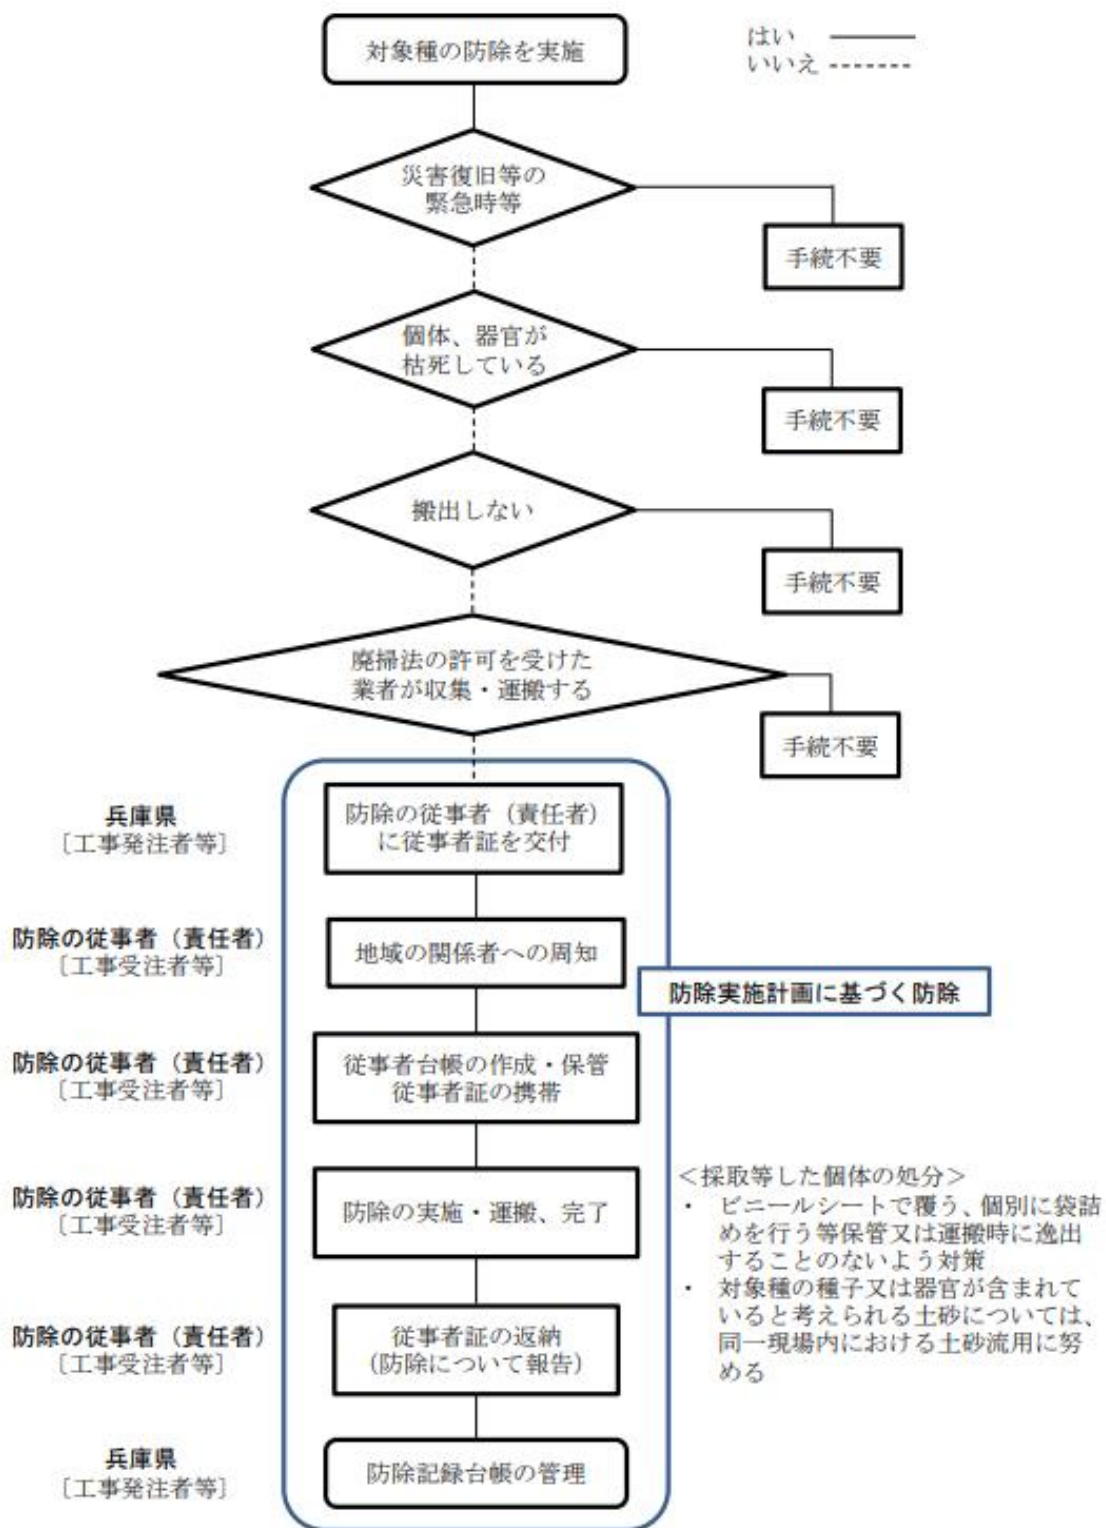 対象種の防除を実施
はい
いいえ
災害復旧等の
緊急時等
手続不要
個体、器官が
枯死している
手続不要
搬出しない
手続不要
廃掃法の許可を受けた
業者が収集・運搬する
手続不要
兵庫県
〔工事発注者等〕
防除の従事者（責任者）
に従事者証を交付
防除の従事者（責任者）
〔工事受注者等〕
地域の関係者への周知
防除実施計画に基づく防除
防除の従事者（責任者）
〔工事受注者等〕
従事者台帳の作成・保管
従事者証の携帯
防除の従事者（責任者）
〔工事受注者等〕
防除の実施・運搬、完了
＜採取等した個体の処分＞
・ ビニールシートで覆う、個別に袋詰
めを行う等保管又は運搬時に逸出
することのないよう対策
・ 対象種の種子又は器官が含まれて
いると考えられる土砂については、
同一現場内における土砂流用に努
める
防除の従事者（責任者）
〔工事受注者等〕
従事者証の返納
（防除について報告）
兵庫県
〔工事発注者等〕
防除記録台帳の管理